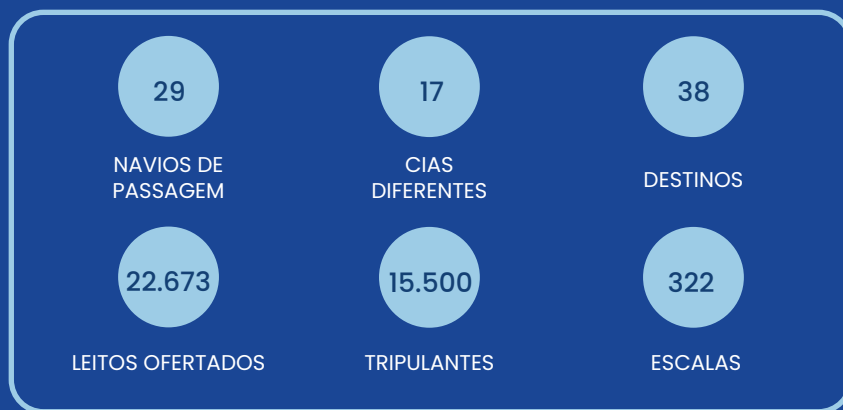 29
NAVIOS DE
PASSAGEM
17
CIAS
DIFERENTES
38
DESTINOS
22.673
LEITOS OFERTADOS
15.500
TRIPULANTES
322
ESCALAS